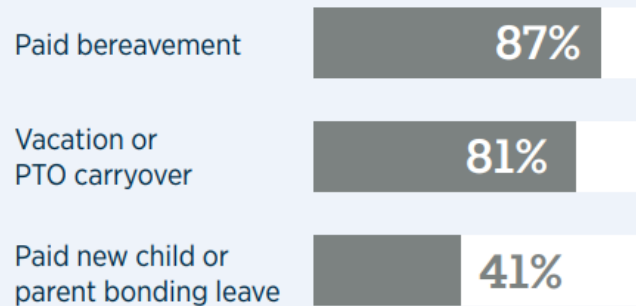 Paid bereavement
87%
Vacation or
PTO carryover
81%
Paid new child or
parent bonding leave
41%